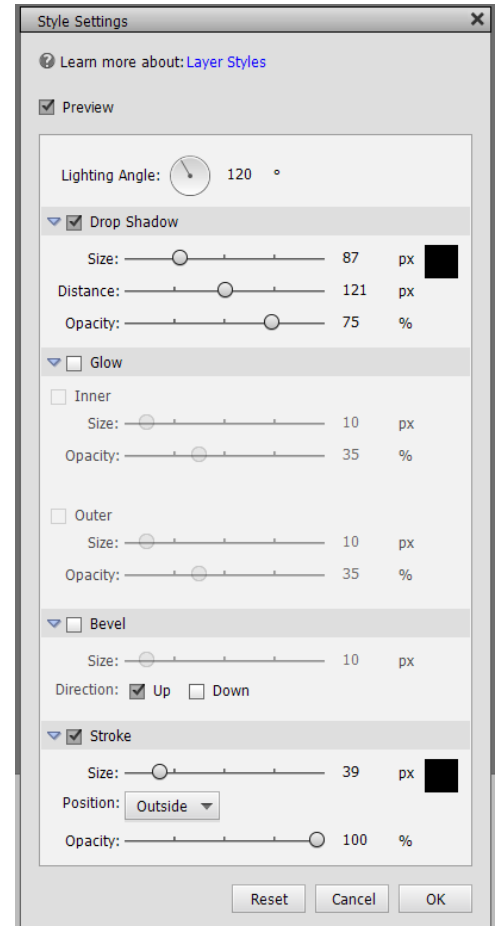 Style Settings
Learn more about: Layer Styles
Preview
Lighting Angle: 120 °
Drop Shadow
Size: 87 px
Distance: 121 px
Opacity: 75 %
Glow
Inner
Size: 10 px
Opacity: 35 %
Outer
Size: 10 px
Opacity: 35 %
Bevel
Size: 10 px
Direction: Up Down
Stroke
Size: 39 px
Position: Outside
Opacity: 100 %
Reset Cancel OK